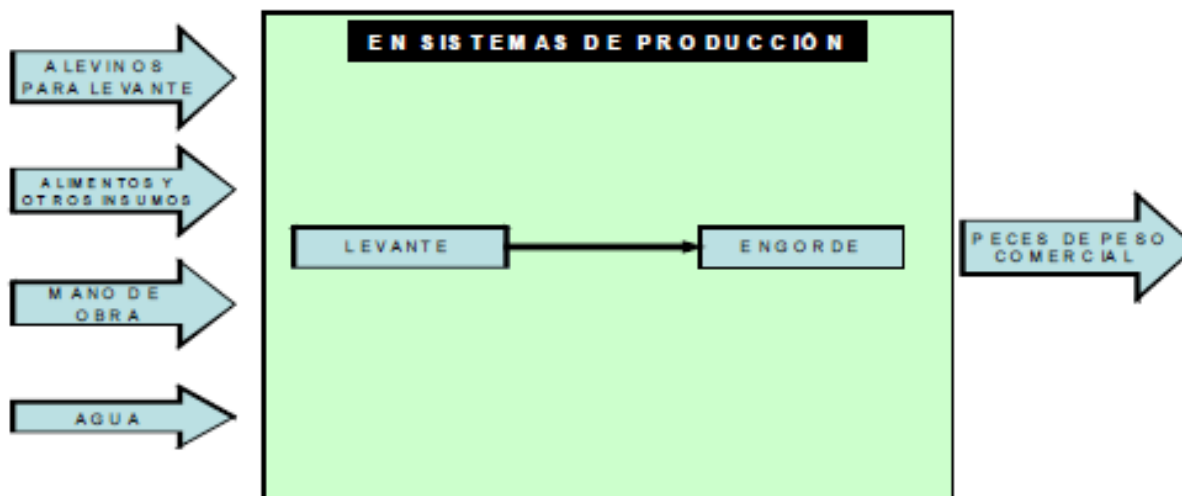 EN SISTEMAS DE PRODUCCIÓN
ALEVINOS
PARA LEVANTE
ALIMENTOS Y
OTROS INSUMOS
MANO DE
OBRA
AGUA
LEVANTE
ENGORDE
PECES DE PESO
COMERCIAL